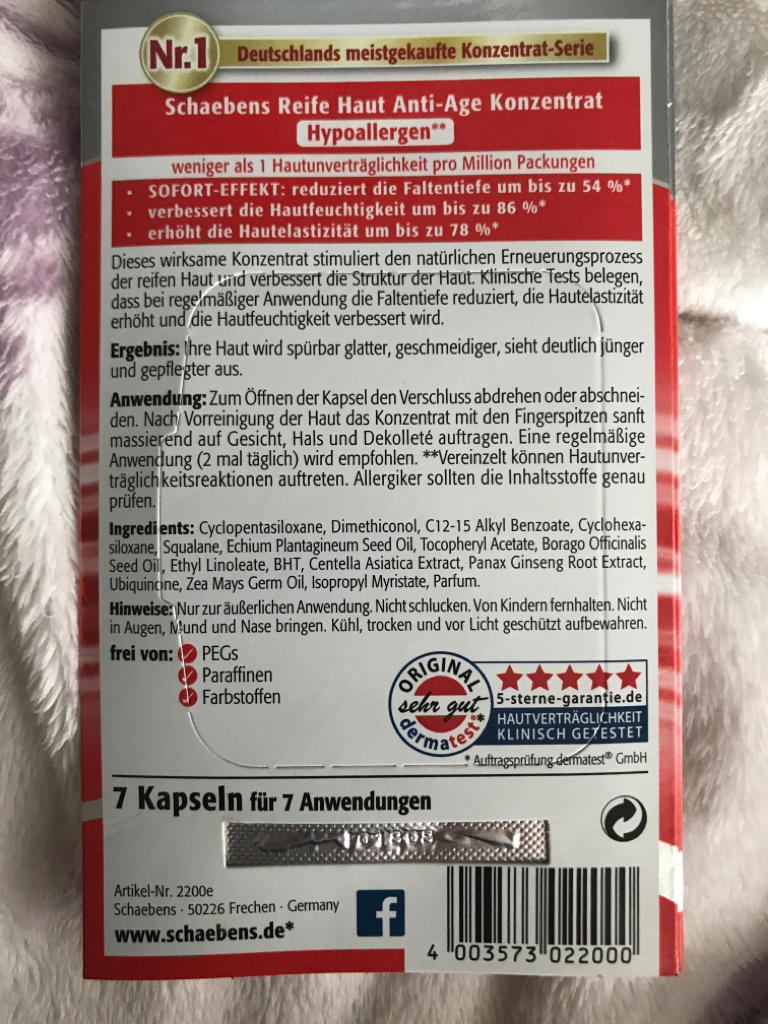 Nr.1 Deutschlands meistgekaufte Konzentrat-Serie
Schaebens Reife Haut Anti-Age Konzentrat
Hypoallergen**
weniger als 1 Hautunverträglichkeit pro Million Packungen
• SOFORT-EFFEKT: reduziert die Faltentiefe um bis zu 54 %*
• verbessert die Hautfeuchtigkeit um bis zu 86 %*
• erhöht die Hautelastizität um bis zu 78 %*
Dieses wirksame Konzentrat stimuliert den natürlichen Erneuerungsprozess
der reifen Haut und verbessert die Struktur der Haut. Klinische Tests belegen,
dass bei regelmäßiger Anwendung die Faltentiefe reduziert, die Hautelastizität
erhöht und die Hautfeuchtigkeit verbessert wird.
Ergebnis: Ihre Haut wird spürbar glatter, geschmeidiger, sieht deutlich jünger
und gepflegter aus.
Anwendung: Zum Öffnen der Kapsel den Verschluss abdrehen oder abschnei-
den. Nach Vorreinigung der Haut das Konzentrat mit den Fingerspitzen sanft
massierend auf Gesicht, Hals und Dekolleté auftragen. Eine regelmäßige
Anwendung (2 mal täglich) wird empfohlen. **Vereinzelt können Hautunver-
träglichkeitsreaktionen auftreten. Allergiker sollten die Inhaltsstoffe genau
prüfen.
Ingredients: Cyclopentasiloxane, Dimethiconol, C12-15 Alkyl Benzoate, Cyclohexa-
siloxane, Squalane, Echium Plantagineum Seed Oil, Tocopheryl Acetate, Borago Officinalis
Seed Oil, Ethyl Linoleate, BHT, Centella Asiatica Extract, Panax Ginseng Root Extract,
Ubiquinone, Zea Mays Germ Oil, Isopropyl Myristate, Parfum.
Hinweise: Nur zur äußerlichen Anwendung. Nicht schlucken. Von Kindern fernhalten. Nicht
in Augen, Mund und Nase bringen. Kühl, trocken und vor Licht geschützt aufbewahren.
frei von: PEGs
Paraffinen
Farbstoffen
ORIGINAL
sehr gut*
dermatest®
5-sterne-garantie.de
HAUTVERTRÄGLICHKEIT
KLINISCH GETESTET
* Auftragsprüfung dermatest® GmbH
7 Kapseln für 7 Anwendungen
Artikel-Nr. 2200e
Schaebens · 50226 Frechen · Germany
www.schaebens.de*
f
4 003573 022000